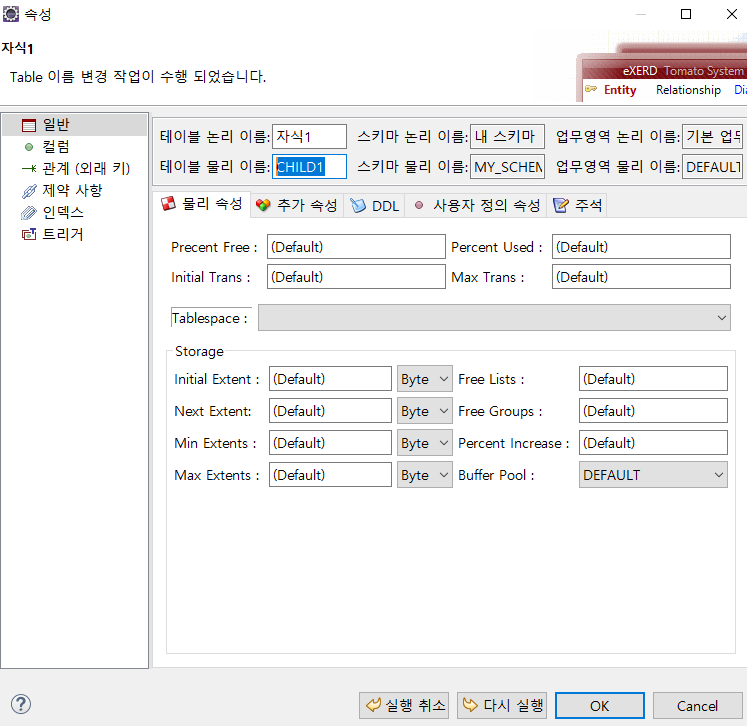 속성
자식1
Table 이름 변경 작업이 수행 되었습니다.
eXERD Tomato System
Entity Relationship Dia
일반
컬럼
관계 (외래 키)
제약 사항
인덱스
트리거
테이블 논리 이름: 자식1 스키마 논리 이름: 내 스키마 업무영역 논리 이름: 기본 업무
테이블 물리 이름: CHILD1 스키마 물리 이름: MY_SCHEM 업무영역 물리 이름: DEFAULT
물리 속성 추가 속성 DDL 사용자 정의 속성 주석
Precent Free : (Default) Percent Used : (Default)
Initial Trans : (Default) Max Trans : (Default)
Tablespace :
Storage
Initial Extent : (Default) Byte Free Lists : (Default)
Next Extent: (Default) Byte Free Groups : (Default)
Min Extents : (Default) Byte Percent Increase : (Default)
Max Extents : (Default) Byte Buffer Pool : DEFAULT
실행 취소 다시 실행 OK Cancel